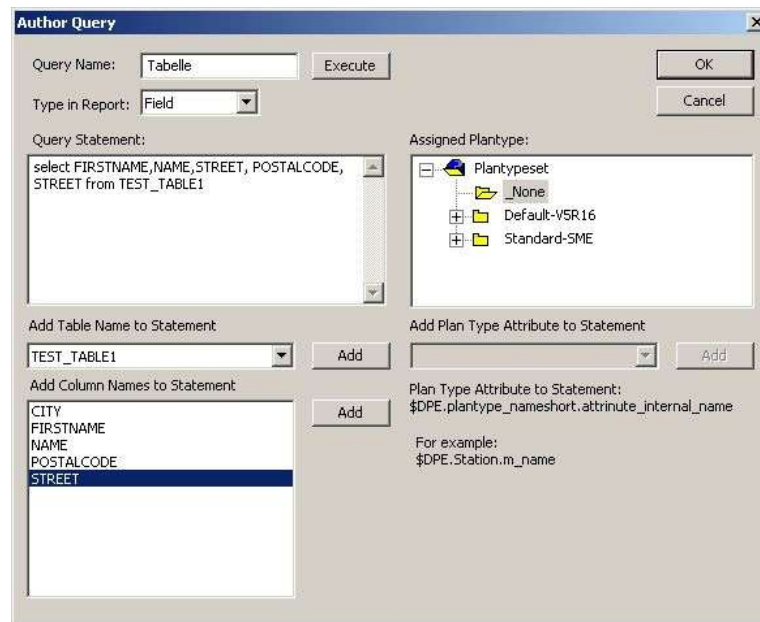 Author Query
Query Name: Tabelle Execute OK
Type in Report: Field Cancel
Query Statement:
select FIRSTNAME,NAME,STREET, POSTALCODE,
STREET from TEST_TABLE1
Assigned Plantype:
Plantypeset
_None
Default-V5R16
Standard-SME
Add Table Name to Statement
TEST_TABLE1 Add
Add Plan Type Attribute to Statement
Add
Add Column Names to Statement
Add
CITY
FIRSTNAME
NAME
POSTALCODE
STREET
Plan Type Attribute to Statement:
$DPE.plantype_nameshort.attrinute_internal_name
For example:
$DPE.Station.m_name